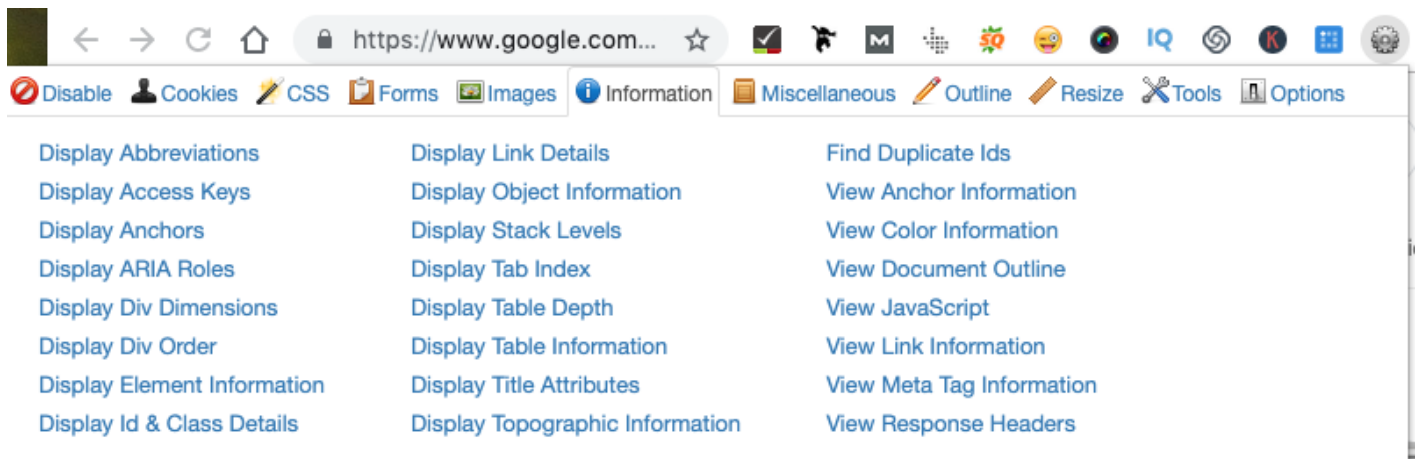 https://www.google.com... M SQ IQ K
Disable Cookies CSS Forms Images Information Miscellaneous Outline Resize Tools Options
Display Abbreviations Display Link Details Find Duplicate Ids
Display Access Keys Display Object Information View Anchor Information
Display Anchors Display Stack Levels View Color Information
Display ARIA Roles Display Tab Index View Document Outline
Display Div Dimensions Display Table Depth View JavaScript
Display Div Order Display Table Information View Link Information
Display Element Information Display Title Attributes View Meta Tag Information
Display Id & Class Details Display Topographic Information View Response Headers